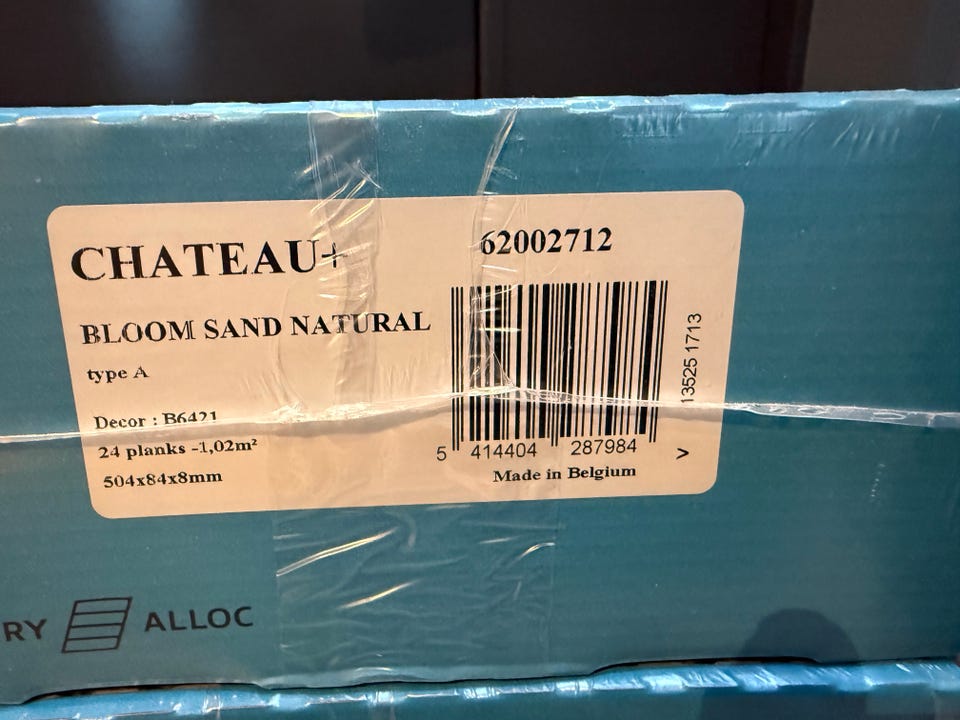 CHATEAU+
62002712
BLOOM SAND NATURAL
type A
Decor : B6421
24 planks -1,02m²
504x84x8mm
13525 1713
5 414404 287984 >
Made in Belgium
RY ALLOC